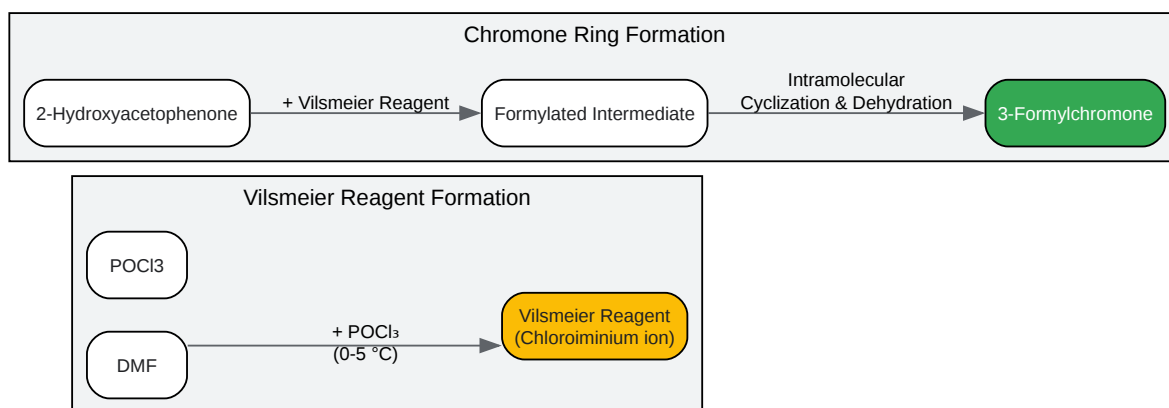 Chromone Ring Formation
2-Hydroxyacetophenone
+ Vilsmeier Reagent
Formylated Intermediate
Intramolecular
Cyclization & Dehydration
3-Formylchromone
Vilsmeier Reagent Formation
POCl3
DMF
+ POCl₃
(0-5 °C)
Vilsmeier Reagent
(Chloroiminium ion)